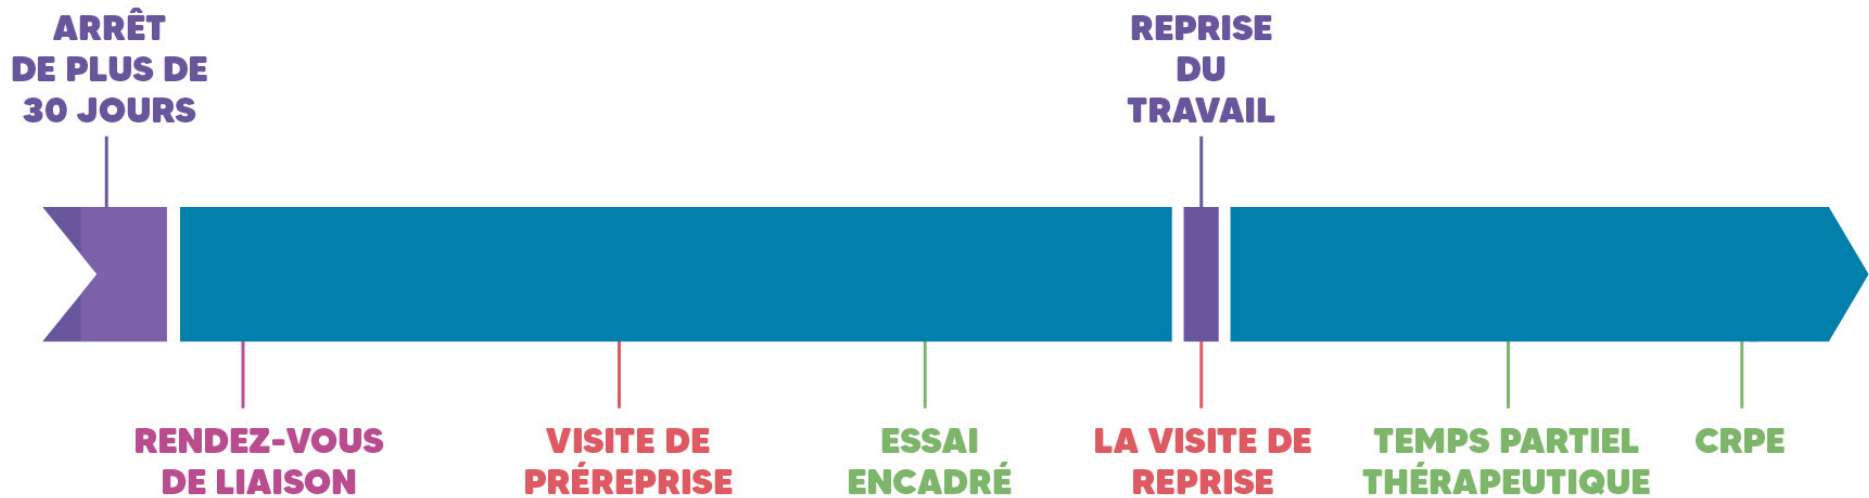 ARRÊT
DE PLUS DE
30 JOURS
REPRISE
DU
TRAVAIL
RENDEZ-VOUS
DE LIAISON
VISITE DE
PRÉREPRISE
ESSAI
ENCADRÉ
LA VISITE DE
REPRISE
TEMPS PARTIEL
THÉRAPEUTIQUE
CRPE